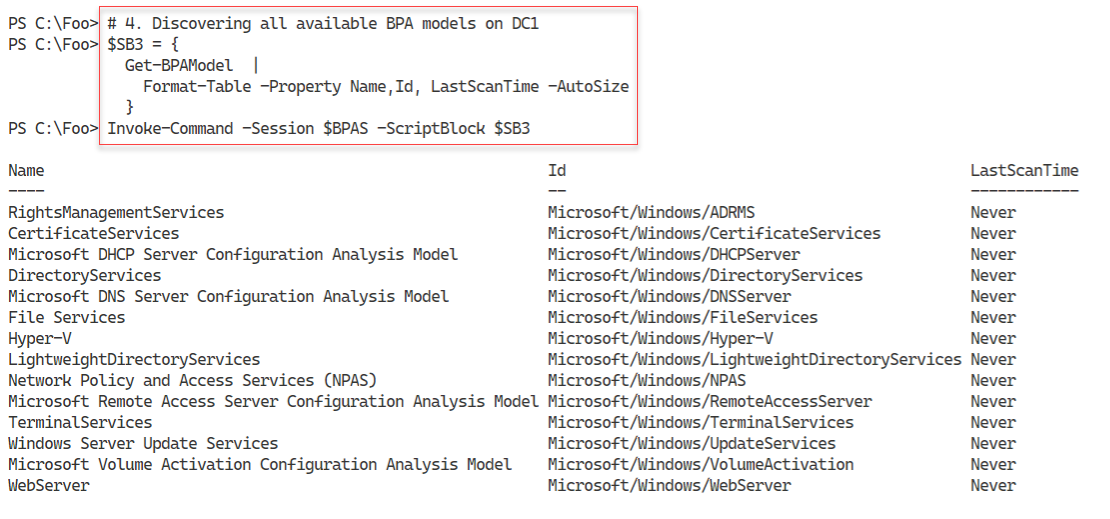 PS C:\Foo> # 4. Discovering all available BPA models on DC1
PS C:\Foo> $SB3 = {
Get-BPAModel |
Format-Table -Property Name,Id, LastScanTime -AutoSize
}
PS C:\Foo> Invoke-Command -Session $BPAS -ScriptBlock $SB3
Name Id LastScanTime
---- -- ------------
RightsManagementServices Microsoft/Windows/ADRMS Never
CertificateServices Microsoft/Windows/CertificateServices Never
Microsoft DHCP Server Configuration Analysis Model Microsoft/Windows/DHCPServer Never
DirectoryServices Microsoft/Windows/DirectoryServices Never
Microsoft DNS Server Configuration Analysis Model Microsoft/Windows/DNSServer Never
File Services Microsoft/Windows/FileServices Never
Hyper-V Microsoft/Windows/Hyper-V Never
LightweightDirectoryServices Microsoft/Windows/LightweightDirectoryServices Never
Network Policy and Access Services (NPAS) Microsoft/Windows/NPAS Never
Microsoft Remote Access Server Configuration Analysis Model Microsoft/Windows/RemoteAccessServer Never
TerminalServices Microsoft/Windows/TerminalServices Never
Windows Server Update Services Microsoft/Windows/UpdateServices Never
Microsoft Volume Activation Configuration Analysis Model Microsoft/Windows/VolumeActivation Never
WebServer Microsoft/Windows/WebServer Never